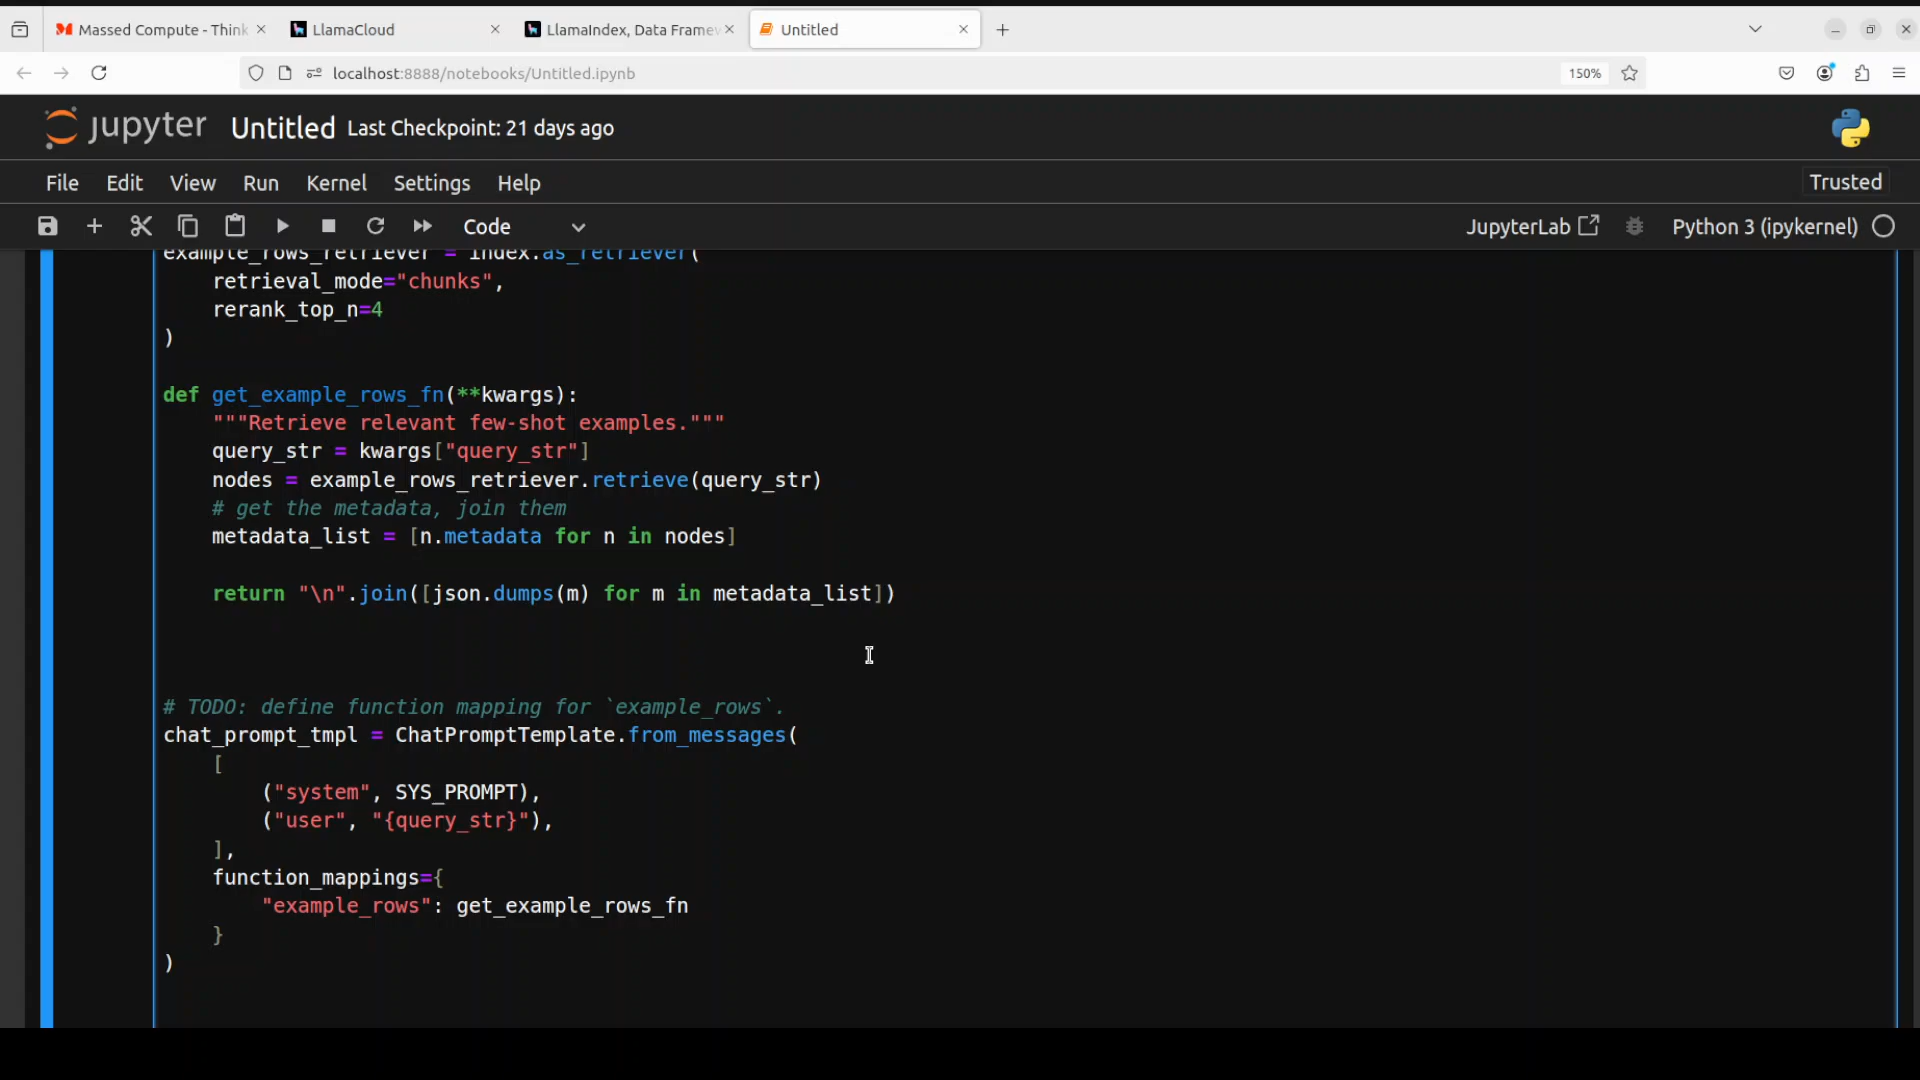 Massed Compute - Think
LlamaCloud
LlamaIndex, Data Framew
Untitled
localhost:8888/notebooks/Untitled.ipynb
150%
jupyter Untitled Last Checkpoint: 21 days ago
File Edit View Run Kernel Settings Help
Trusted
Code
JupyterLab
Python 3 (ipykernel)
example_rows_retriever = index.as_retriever(
    retrieval_mode="chunks",
    rerank_top_n=4
)
def get_example_rows_fn(**kwargs):
    """Retrieve relevant few-shot examples."""
    query_str = kwargs["query_str"]
    nodes = example_rows_retriever.retrieve(query_str)
    # get the metadata, join them
    metadata_list = [n.metadata for n in nodes]
    return "\n".join([json.dumps(m) for m in metadata_list])
# TODO: define function mapping for `example_rows`.
chat_prompt_tmpl = ChatPromptTemplate.from_messages(
    [
        ("system", SYS_PROMPT),
        ("user", "{query_str}"),
    ],
    function_mappings={
        "example_rows": get_example_rows_fn
    }
)